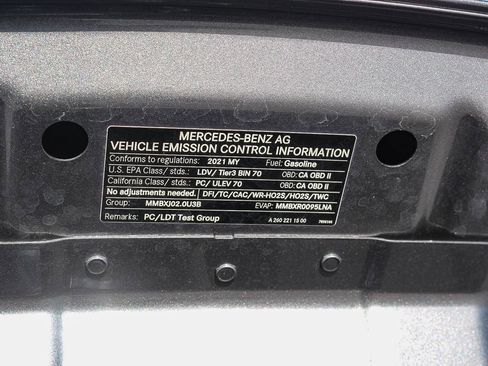 MERCEDES-BENZ AG
VEHICLE EMISSION CONTROL INFORMATION
Conforms to regulations: 2021 MY Fuel: Gasoline
U.S. EPA Class/ stds.: LDV/ Tier3 BIN 70 OBD: CA OBD II
California Class/ stds.: PC/ ULEV 70 OBD: CA OBD II
No adjustments needed. DFI/TC/CAC/WR-HO2S/HO2S/TWC
Group: MMBXJ02.0U3B EVAP: MMBXR0095LNA
Remarks: PC/LDT Test Group A 260 221 15 00